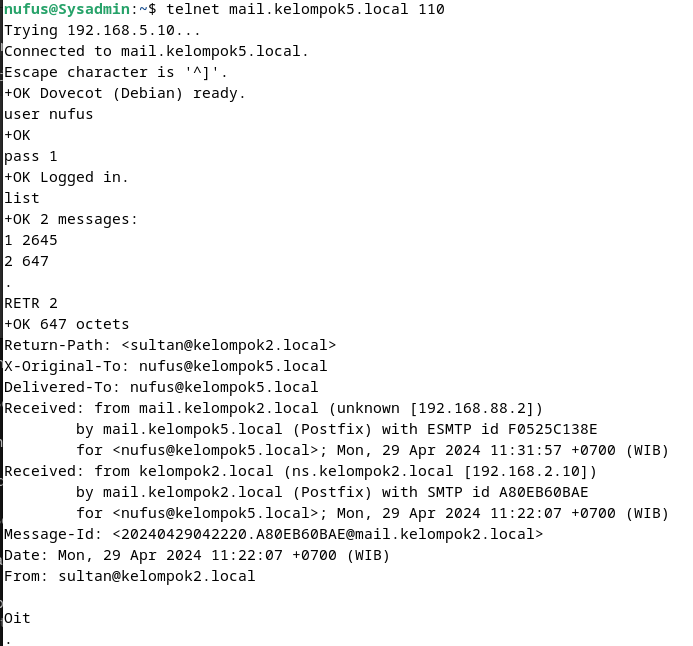 nufus@Sysadmin:~$ telnet mail.kelompok5.local 110
Trying 192.168.5.10...
Connected to mail.kelompok5.local.
Escape character is '^]'.
+OK Dovecot (Debian) ready.
user nufus
+OK
pass 1
+OK Logged in.
list
+OK 2 messages:
1 2645
2 647
.
RETR 2
+OK 647 octets
Return-Path: <sultan@kelompok2.local>
X-Original-To: nufus@kelompok5.local
Delivered-To: nufus@kelompok5.local
Received: from mail.kelompok2.local (unknown [192.168.88.2])
        by mail.kelompok5.local (Postfix) with ESMTP id F0525C138E
        for <nufus@kelompok5.local>; Mon, 29 Apr 2024 11:31:57 +0700 (WIB)
Received: from kelompok2.local (ns.kelompok2.local [192.168.2.10])
        by mail.kelompok2.local (Postfix) with SMTP id A80EB60BAE
        for <nufus@kelompok5.local>; Mon, 29 Apr 2024 11:22:07 +0700 (WIB)
Message-Id: <20240429042220.A80EB60BAE@mail.kelompok2.local>
Date: Mon, 29 Apr 2024 11:22:07 +0700 (WIB)
From: sultan@kelompok2.local

Oit
.